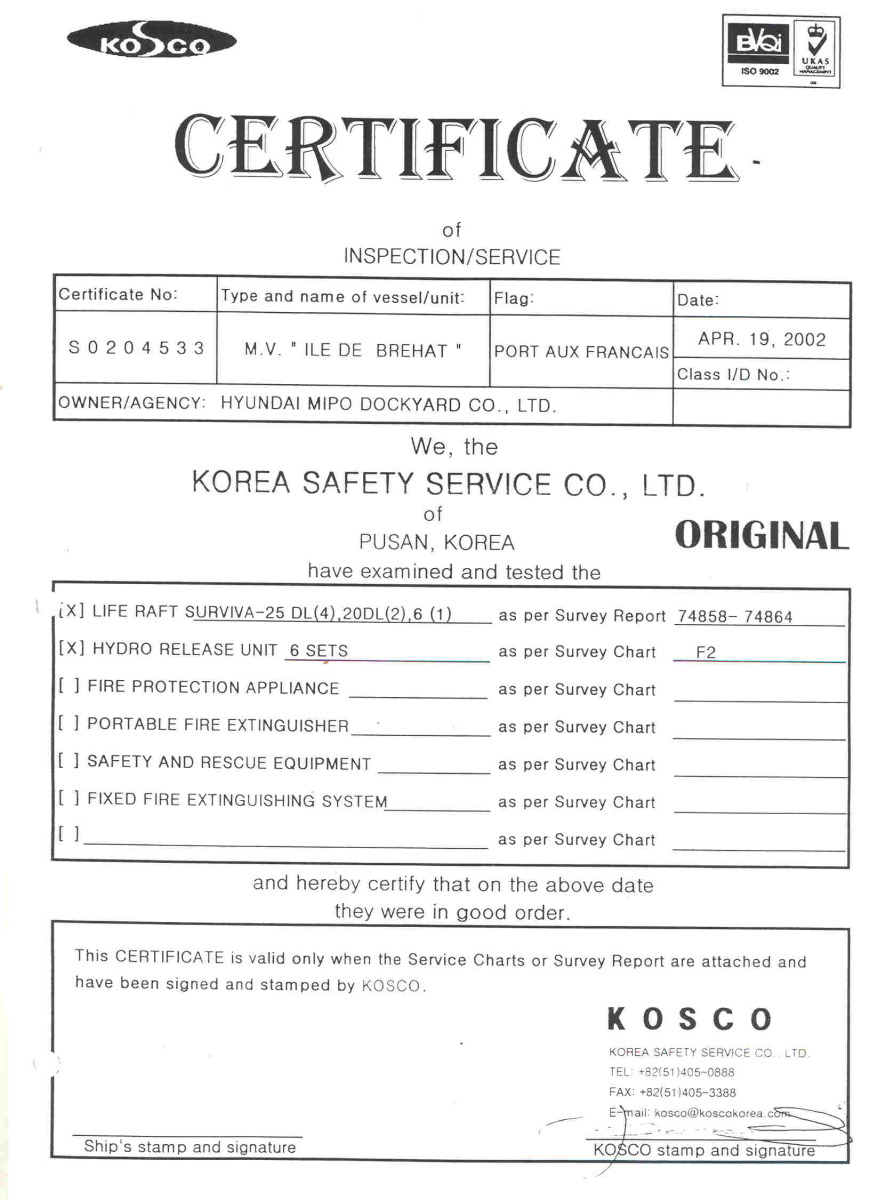 KOSCO
BVQi
ISO 9002
UKAS
QUALITY
MANAGEMENT
CERTIFICATE
of
INSPECTION/SERVICE
Certificate No: Type and name of vessel/unit: Flag: Date:
S0204533 M.V. " ILE DE BREHAT " PORT AUX FRANCAIS APR. 19, 2002
Class I/D No.:
OWNER/AGENCY: HYUNDAI MIPO DOCKYARD CO., LTD.
We, the
KOREA SAFETY SERVICE CO., LTD.
of
PUSAN, KOREA
ORIGINAL
have examined and tested the
[X] LIFE RAFT SURVIVA-25 DL(4),20DL(2),6 (1) as per Survey Report 74858- 74864
[X] HYDRO RELEASE UNIT 6 SETS as per Survey Chart F2
[ ] FIRE PROTECTION APPLIANCE as per Survey Chart
[ ] PORTABLE FIRE EXTINGUISHER as per Survey Chart
[ ] SAFETY AND RESCUE EQUIPMENT as per Survey Chart
[ ] FIXED FIRE EXTINGUISHING SYSTEM as per Survey Chart
[ ] as per Survey Chart
and hereby certify that on the above date
they were in good order.
This CERTIFICATE is valid only when the Service Charts or Survey Report are attached and
have been signed and stamped by KOSCO.
KOSCO
KOREA SAFETY SERVICE CO., LTD.
TEL: +82(51)405-0888
FAX: +82(51)405-3388
E-mail: kosco@koscokorea.com
Ship's stamp and signature KOSCO stamp and signature